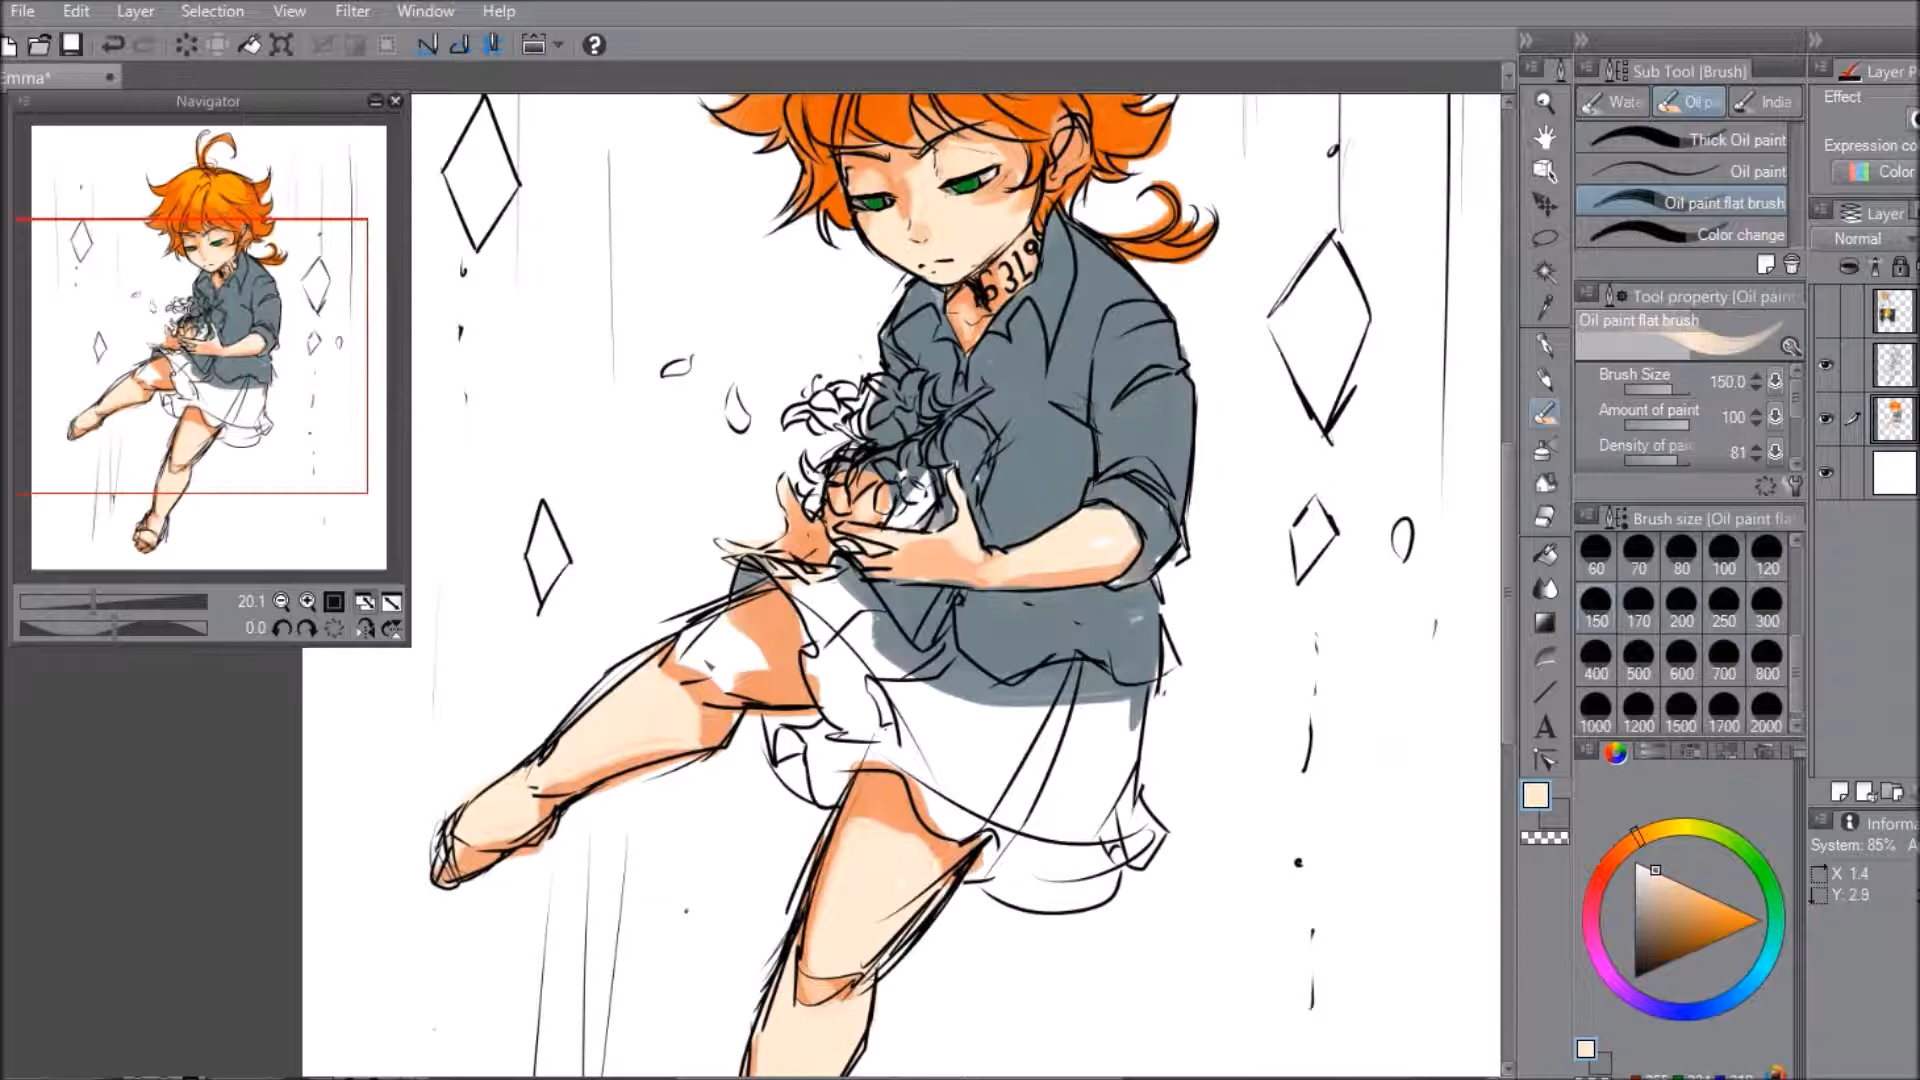 File Edit Layer Selection View Filter Window Help
Emma*
Navigator
20.1
0.0
63194
Sub Tool [Brush]
Oil p
India
Thick Oil paint
Oil paint
Oil paint flat brush
Color change
Tool property [Oil pain
Oil paint flat brush
Brush Size 150.0
Amount of paint 100
Density of pai 81
Brush size [Oil paint fla
60 70 80 100 120
150 170 200 250 300
400 500 600 700 800
1000 1200 1500 1700 2000
Layer P
Effect
Expression co
Color
Layer
Normal
Informa
System: 85%
X 1.4
Y: 2.9